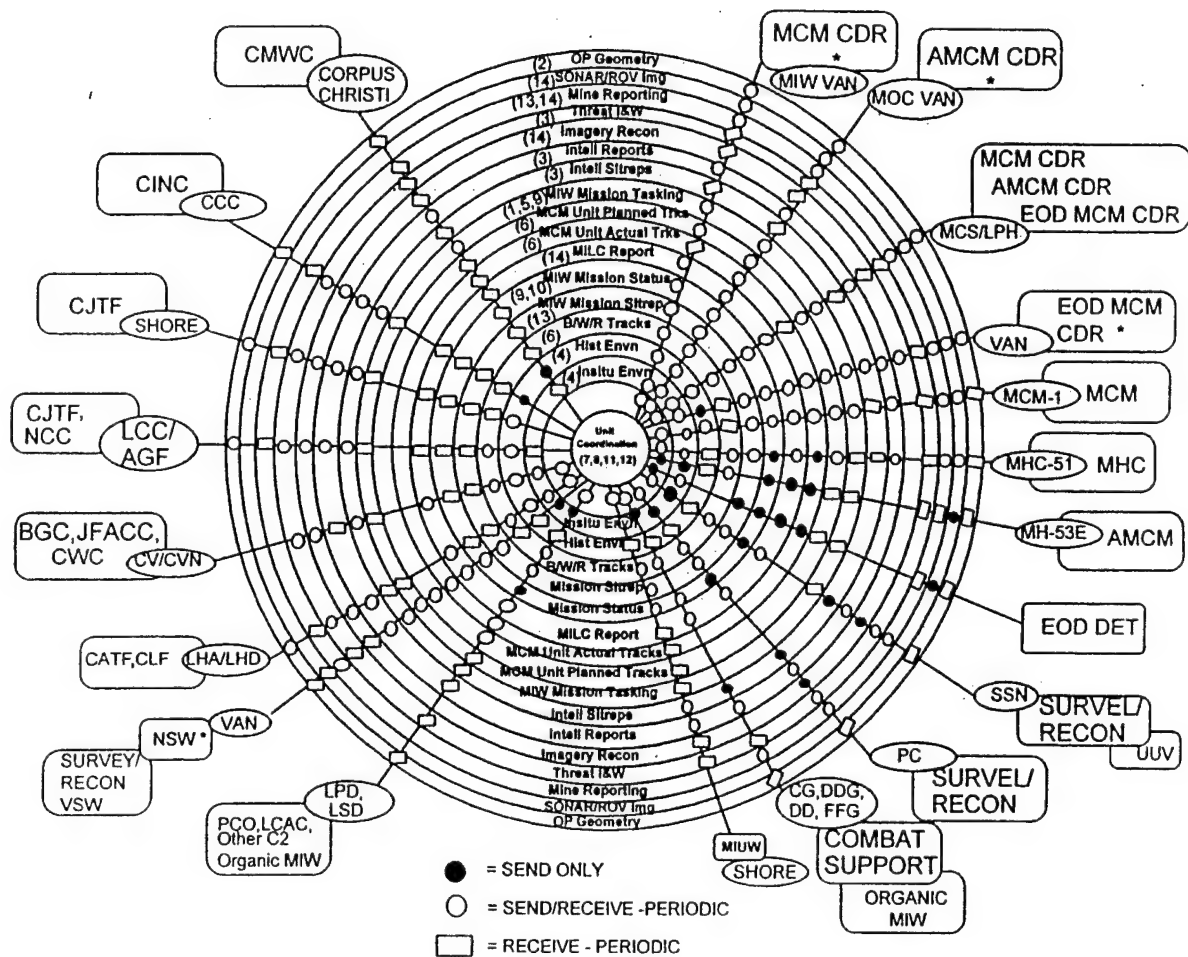 CMWC
CORPUS
CHRISTI
CINC
CCC
CJTF
SHORE
CJTF,
NCC
LCC/
AGF
BGC,JFACC,
CWC
CV/CVN
CATF,CLF
LHA/LHD
NSW *
VAN
SURVEY/
RECON
VSW
LPD,
LSD
PCO,LCAC,
Other C2
Organic MIW
(2) OP Geometry
(14) SONAR/ROV Img
(13,14) Mine Reporting
(3) Threat I&W
(14) Imagery Recon
(3) Intell Reports
(3) Intell Sitreps
(1,5,9) MIW Mission Tasking
(6) MCM Unit Planned Trks
(6) MCM Unit Actual Trks
(14) MILC Report
(9,10) MIW Mission Status
(13) MIW Mission Sitrep
(6) B/W/R Tracks
(4) Hist Envn
(4) Insitu Envn
Unit
Coordination
(7,8,11,12)
Insitu Envn
Hist Envn
B/W/R Tracks
Mission Sitrep
Mission Status
MILC Report
MCM Unit Actual Tracks
MCM Unit Planned Tracks
MIW Mission Tasking
Intell Sitreps
Intell Reports
Imagery Recon
Threat I&W
Mine Reporting
SONAR/ROV Img
OP Geometry
MCM CDR
*
MIW VAN
AMCM CDR
*
MOC VAN
MCM CDR
AMCM CDR
EOD MCM CDR
MCS/LPH
EOD MCM
CDR *
VAN
MCM-1
MCM
MHC-51
MHC
MH-53E
AMCM
EOD DET
SSN
SURVEL/
RECON
UUV
PC
SURVEL/
RECON
CG,DDG,
DD, FFG
COMBAT
SUPPORT
ORGANIC
MIW
MIUW
SHORE
= SEND ONLY
= SEND/RECEIVE -PERIODIC
= RECEIVE - PERIODIC